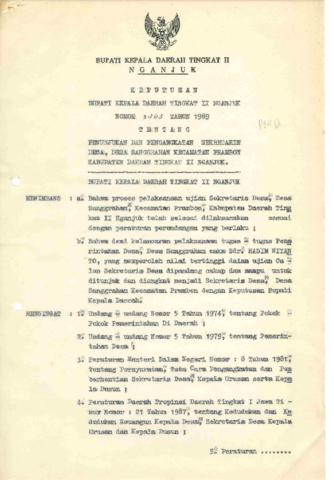 BUPATI KEPALA DAERAH TINGKAT II
NGANJUK
KEPUTUSAN
BUPATI KEPALA DAERAH TINGKAT II NGANJUK
NOMOR TAHUN 1989
TENTANG
PENUNJUKAN DAN PENGANGKATAN SEKRETARIS
DESA, DESA SANGGRAHAN KECAMATAN PRAMBON
KABUPATEN DAERAH TINGKAT II NGANJUK.
BUPATI KEPALA DAERAH TINGKAT II NGANJUK
MENIMBANG : a. Bahwa proses pelaksanaan ujian Sekretaris Desa, Desa
Sanggrahan, Kecamatan Prambon, Kabupaten Daerah Ting
kat II Nganjuk telah selesai dilaksanakan sesuai
dengan peraturan perundangan yang berlaku ;
b. Bahwa demi kelancaran pelaksanaan tugas - tugas Peme
rintahan Desa, Desa Sanggrahan maka Sdr. HADIM WIYAN
TO, yang memperoleh nilai tertinggi dalam ujian Ca
lon Sekretaris Desa dipandang cakap dan mampu untuk
ditunjuk dan diangkat menjadi Sekretaris Desa, Desa
Sanggrahan Kecamatan Prambon dengan Keputusan Bupati
Kepala Daerah.
MENGINGAT : 1. Undang - undang Nomor 5 Tahun 1974, tentang Pokok -
Pokok Pemerintahan Di Daerah ;
2. Undang - undang Nomor 5 Tahun 1979, tentang Pemerin-
tahan Desa ;
3. Peraturan Menteri Dalam Negeri Nomor : 8 Tahun 1981,
tentang Persyaratan, Tata Cara Pengangkatan dan Pem
berhentian Sekretaris Desa, Kepala Urusan serta Kepa
la Dusun ;
4. Peraturan Daerah Propinsi Daerah Tingkat I Jawa Ti-
mur Nomor : 21 Tahun 1987, tentang Kedudukan dan Ke
dudukan Keuangan Kepala Desa, Sekretaris Desa Kepala
Urusan dan Kepala Dusun ;
5. Peraturan ........